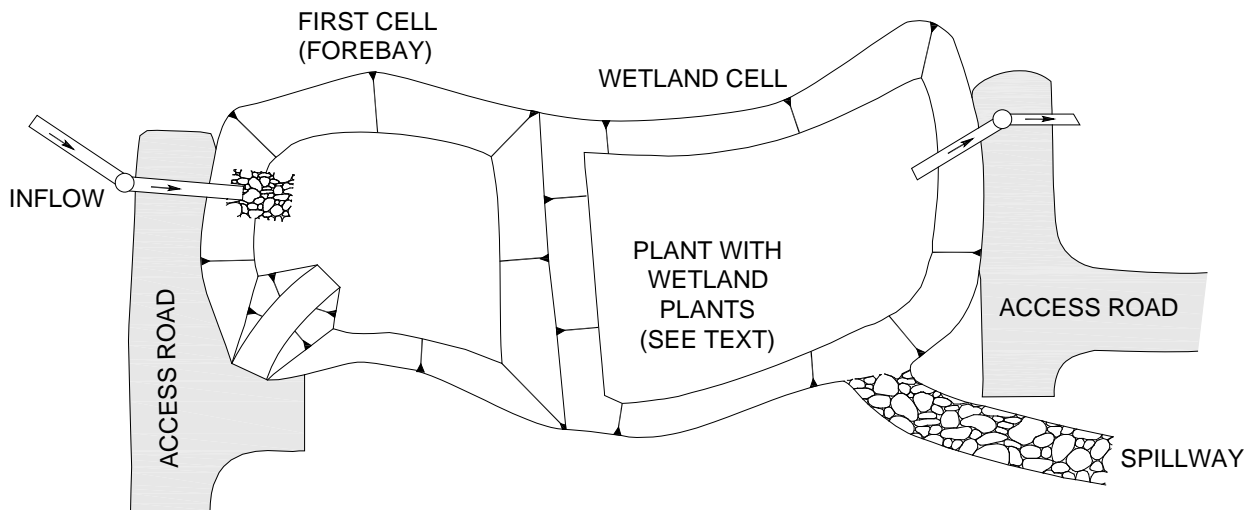 FIRST CELL
(FOREBAY)
WETLAND CELL
INFLOW
PLANT WITH
WETLAND
PLANTS
(SEE TEXT)
ACCESS ROAD
ACCESS ROAD
SPILLWAY